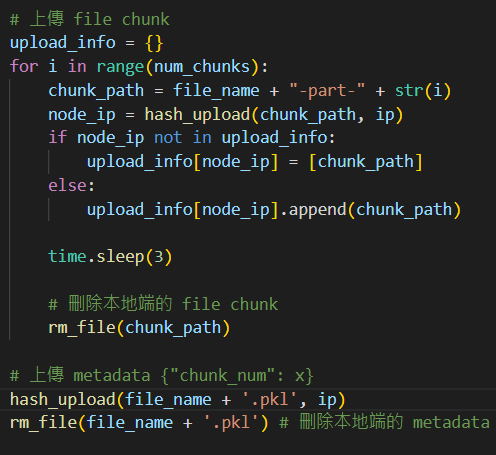 # 上傳 file chunk
upload_info = {}
for i in range(num_chunks):
    chunk_path = file_name + "-part-" + str(i)
    node_ip = hash_upload(chunk_path, ip)
    if node_ip not in upload_info:
        upload_info[node_ip] = [chunk_path]
    else:
        upload_info[node_ip].append(chunk_path)

    time.sleep(3)

    # 刪除本地端的 file chunk
    rm_file(chunk_path)

# 上傳 metadata {"chunk_num": x}
hash_upload(file_name + '.pkl', ip)
rm_file(file_name + '.pkl') # 刪除本地端的 metadata